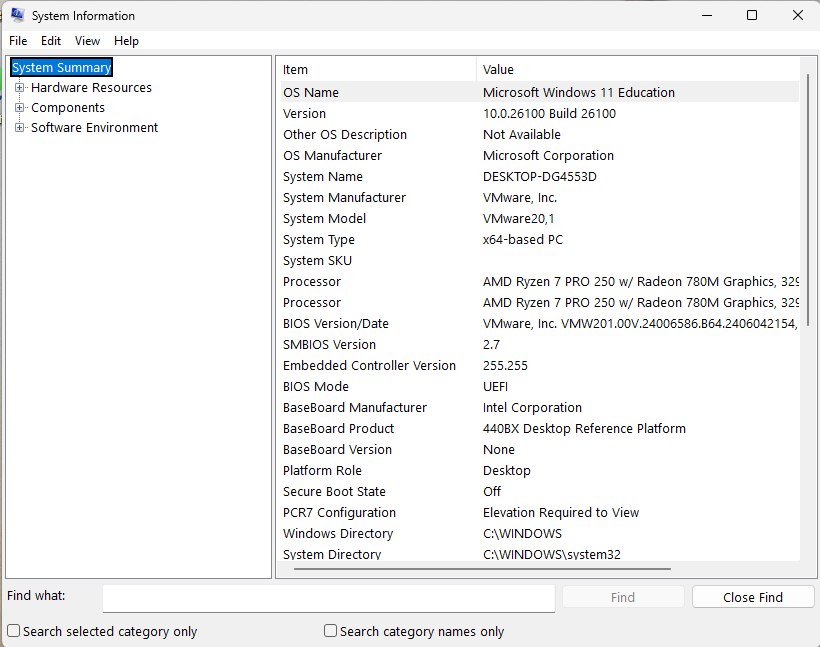 System Information
File Edit View Help
System Summary
Hardware Resources
Components
Software Environment
Item Value
OS Name Microsoft Windows 11 Education
Version 10.0.26100 Build 26100
Other OS Description Not Available
OS Manufacturer Microsoft Corporation
System Name DESKTOP-DG4553D
System Manufacturer VMware, Inc.
System Model VMware20,1
System Type x64-based PC
System SKU
Processor AMD Ryzen 7 PRO 250 w/ Radeon 780M Graphics, 329
Processor AMD Ryzen 7 PRO 250 w/ Radeon 780M Graphics, 329
BIOS Version/Date VMware, Inc. VMW201.00V.24006586.B64.2406042154,
SMBIOS Version 2.7
Embedded Controller Version 255.255
BIOS Mode UEFI
BaseBoard Manufacturer Intel Corporation
BaseBoard Product 440BX Desktop Reference Platform
BaseBoard Version None
Platform Role Desktop
Secure Boot State Off
PCR7 Configuration Elevation Required to View
Windows Directory C:\WINDOWS
System Directory C:\WINDOWS\system32
Find what: Find Close Find
Search selected category only Search category names only